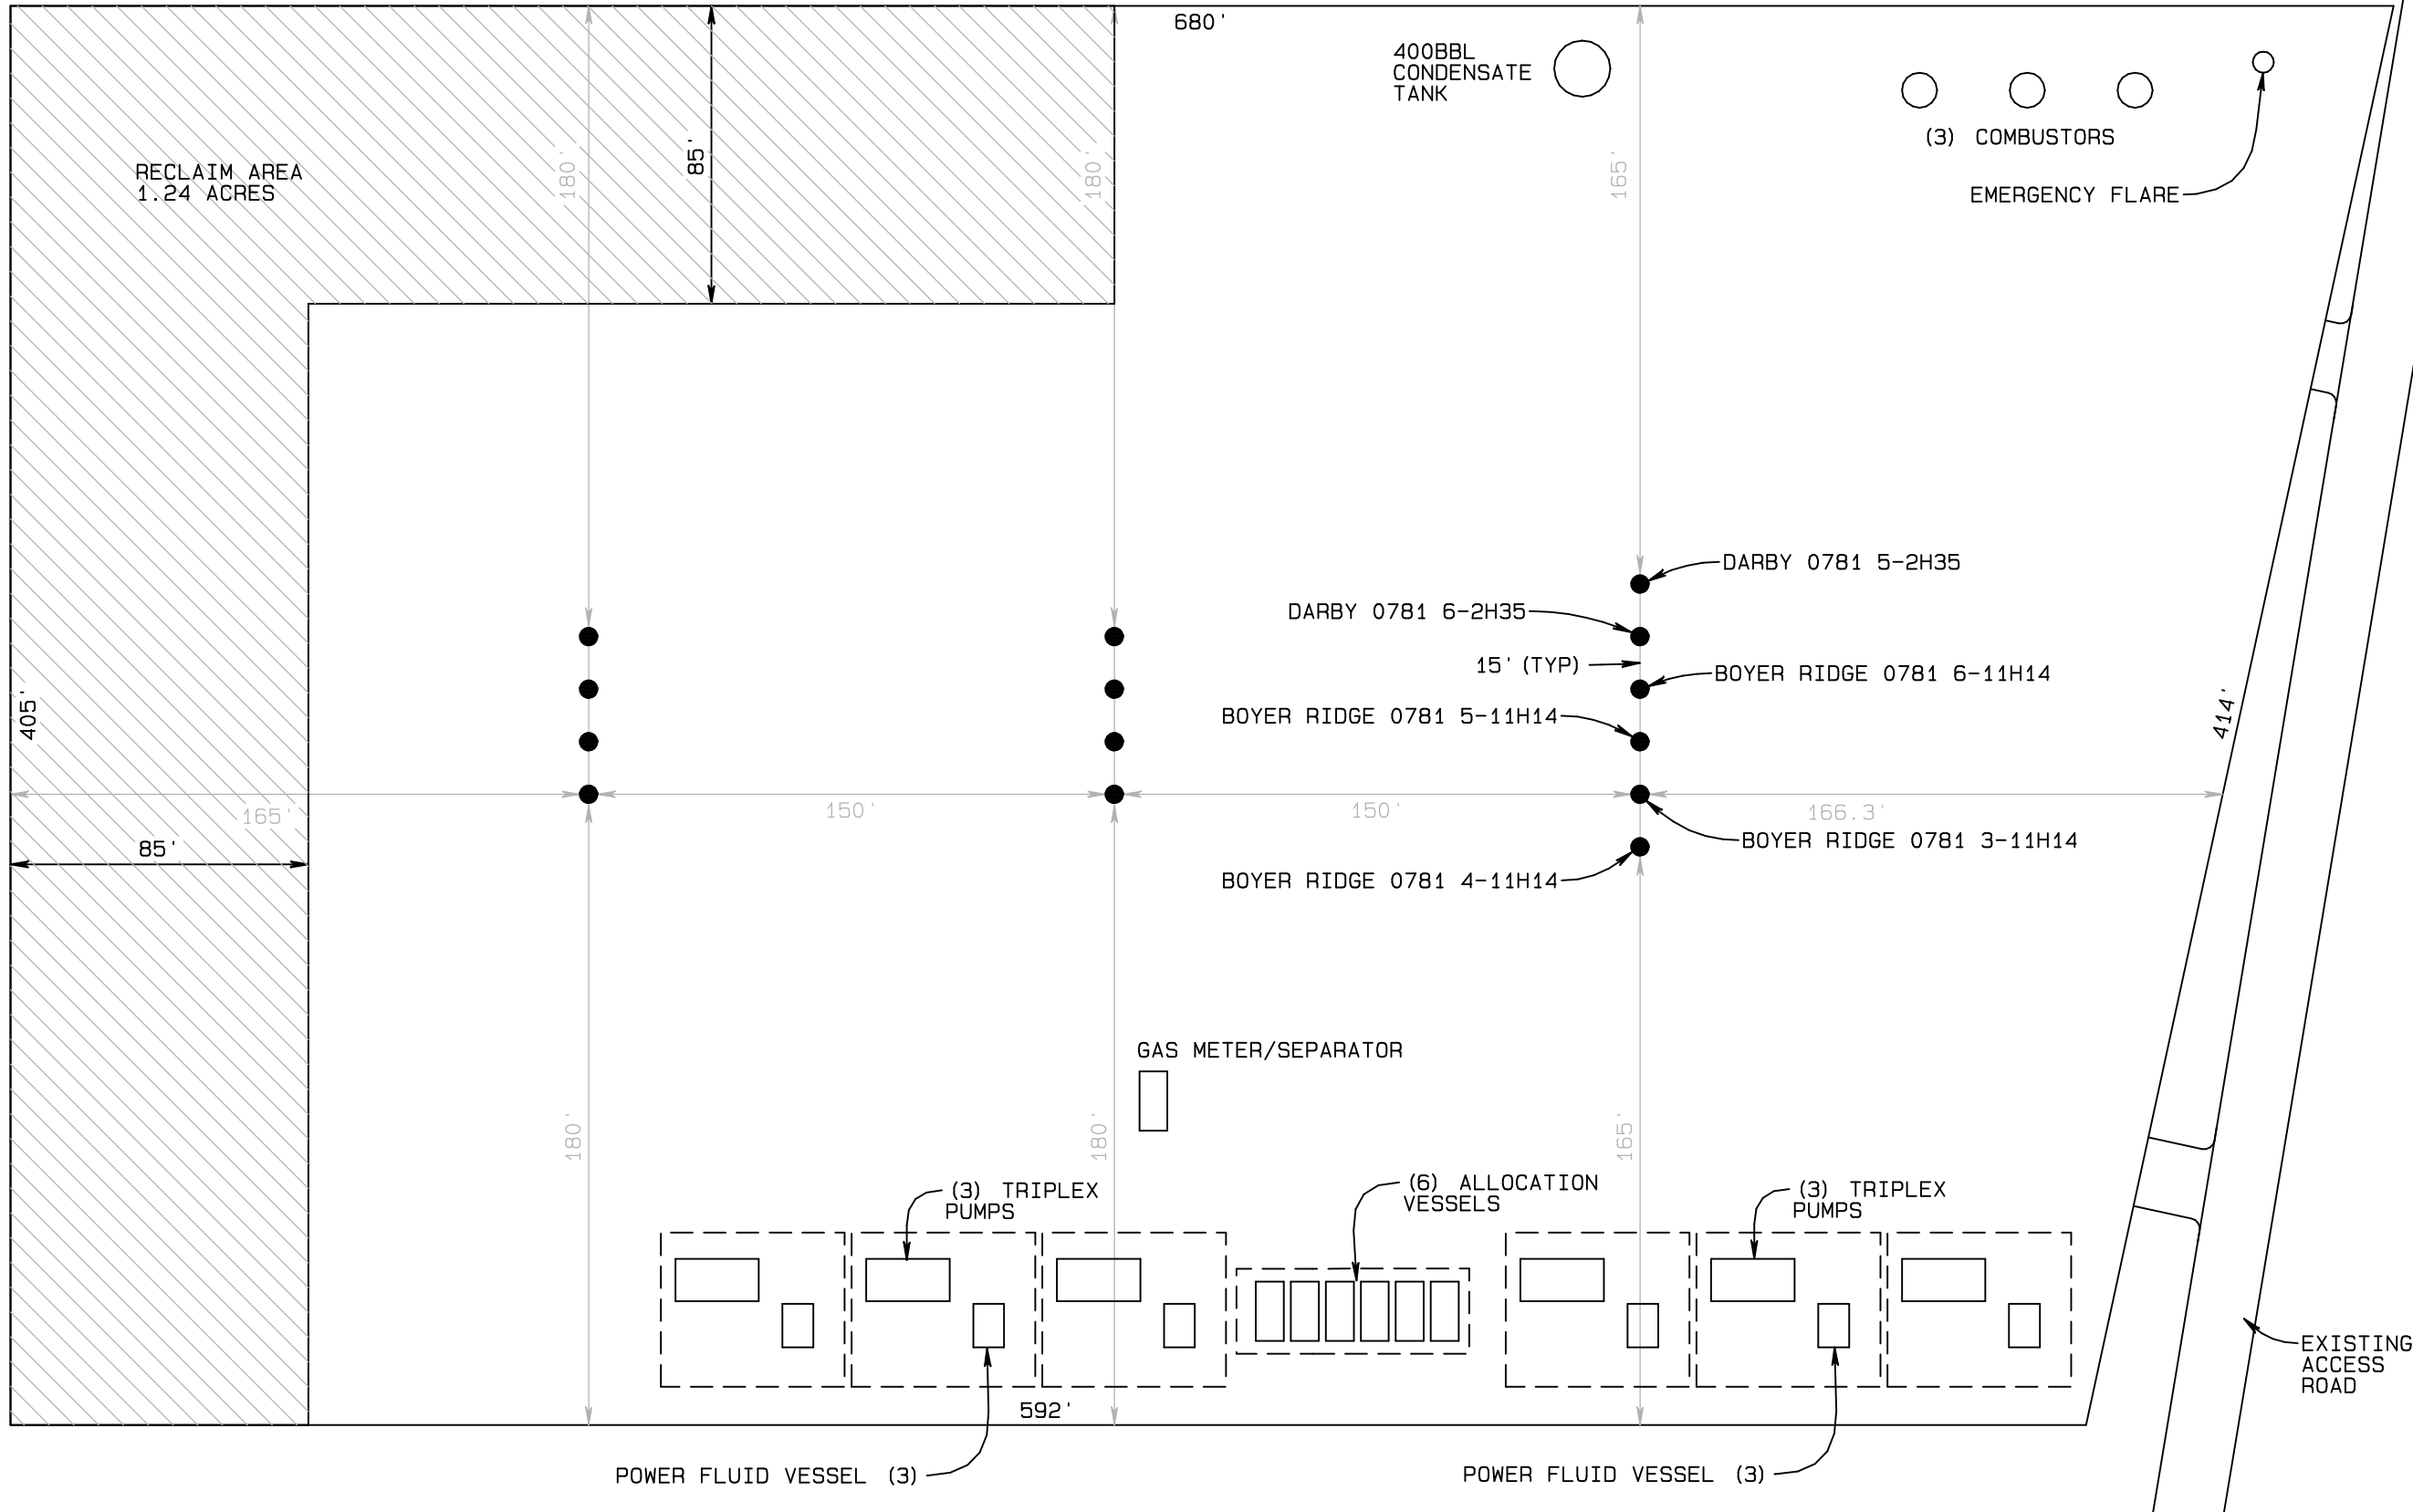 680'
400BBL
CONDENSATE
TANK
(3) COMBUSTORS
EMERGENCY FLARE
RECLAIM AREA
1.24 ACRES
180'
85'
180'
165'
DARBY 0781 5-2H35
DARBY 0781 6-2H35
15'(TYP)
BOYER RIDGE 0781 6-11H14
BOYER RIDGE 0781 5-11H14
405'
414'
165'
150'
150'
166.3'
85'
BOYER RIDGE 0781 3-11H14
BOYER RIDGE 0781 4-11H14
GAS METER/SEPARATOR
180'
180'
165'
(3) TRIPLEX
PUMPS
(6) ALLOCATION
VESSELS
(3) TRIPLEX
PUMPS
EXISTING
ACCESS
ROAD
592'
POWER FLUID VESSEL (3)
POWER FLUID VESSEL (3)